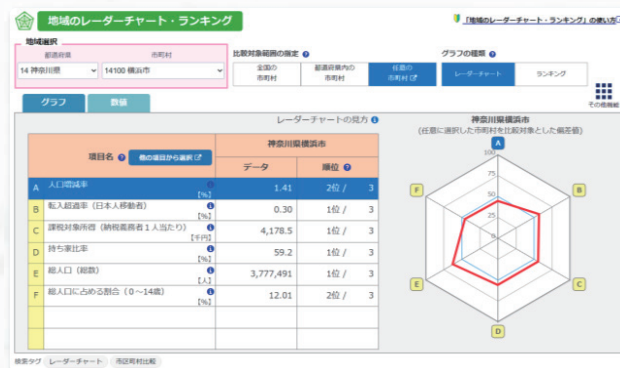 地域のレーダーチャート・ランキング
「地域のレーダーチャート・ランキング」の使い方
地域選択
都道府県
市町村
14 神奈川県
14100 横浜市
比較対象範囲の指定
全国の
市町村
都道府県内の
市町村
任意の
市町村
グラフの種類
レーダーチャート
ランキング
その他機能
グラフ
数値
レーダーチャートの見方
項目名
他の項目から選択
神奈川県横浜市
データ
順位
A 人口増減率 【%】 1.41 2位 / 3
B 転入超過率（日本人移動者） 【%】 0.30 1位 / 3
C 課税対象所得（納税義務者１人当たり） 【千円】 4,178.5 1位 / 3
D 持ち家比率 【%】 59.2 1位 / 3
E 総人口（総数） 【人】 3,777,491 1位 / 3
F 総人口に占める割合（０～14歳） 【%】 12.01 2位 / 3
神奈川県横浜市
(任意に選択した市町村を比較対象とした偏差値)
A
100
75
50
25
0
F
B
E
C
D
検索タグ
レーダーチャート
市区町村比較